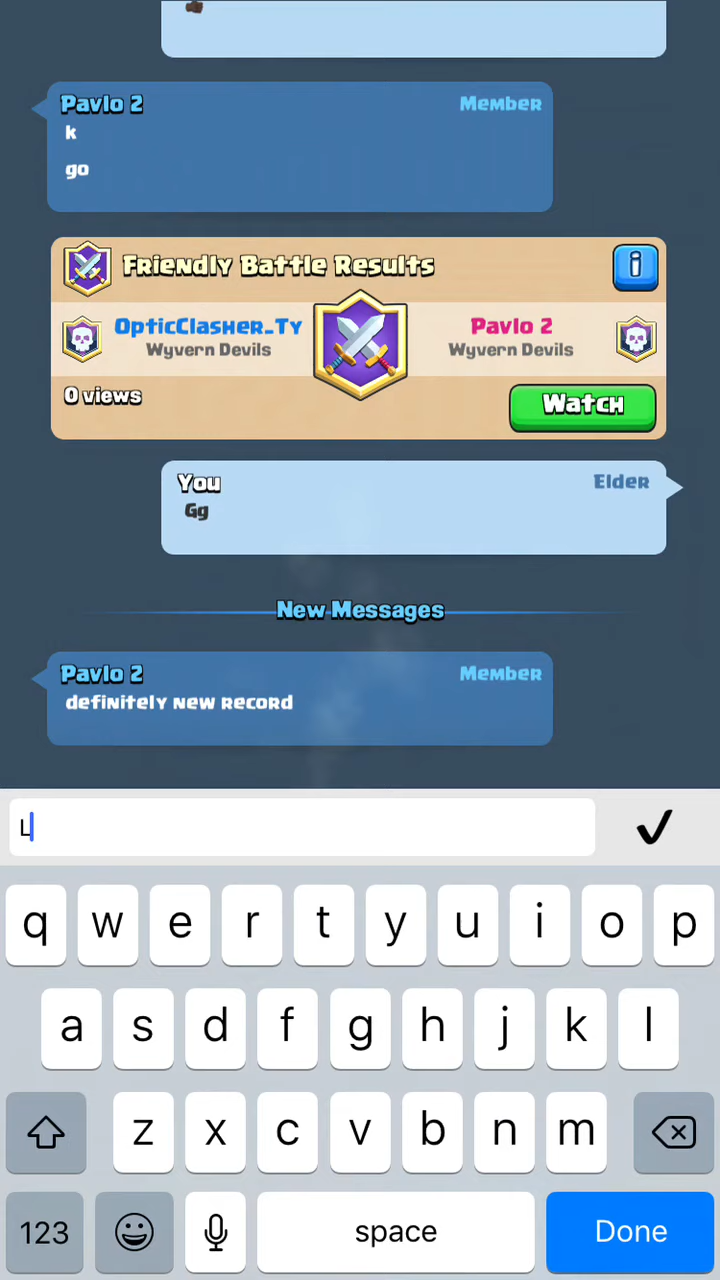 Pavlo 2 Member
k
go
Friendly Battle Results i
OpticClasher_Ty Pavlo 2
Wyvern Devils Wyvern Devils
0 views Watch
You Elder
Gg
New Messages
Pavlo 2 Member
definitely new record
L
q w e r t y u i o p
a s d f g h j k l
z x c v b n m
123 space Done